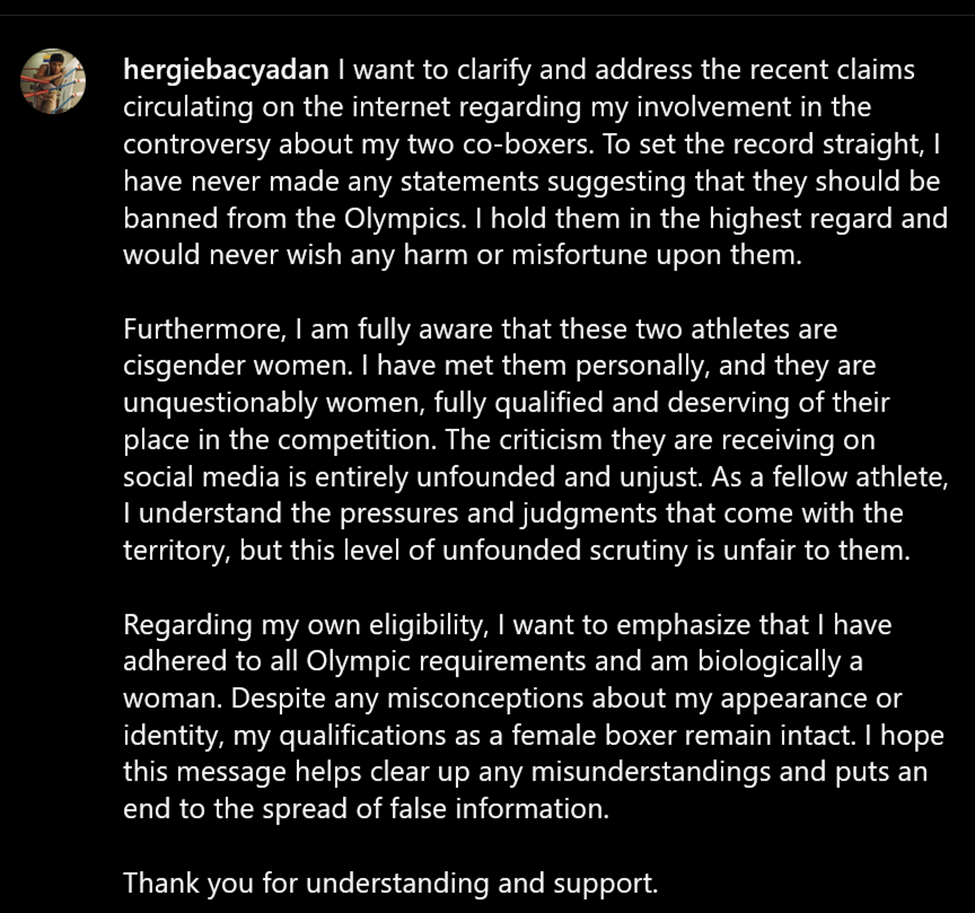 hergiebacyadan I want to clarify and address the recent claims
circulating on the internet regarding my involvement in the
controversy about my two co-boxers. To set the record straight, I
have never made any statements suggesting that they should be
banned from the Olympics. I hold them in the highest regard and
would never wish any harm or misfortune upon them.
Furthermore, I am fully aware that these two athletes are
cisgender women. I have met them personally, and they are
unquestionably women, fully qualified and deserving of their
place in the competition. The criticism they are receiving on
social media is entirely unfounded and unjust. As a fellow athlete,
I understand the pressures and judgments that come with the
territory, but this level of unfounded scrutiny is unfair to them.
Regarding my own eligibility, I want to emphasize that I have
adhered to all Olympic requirements and am biologically a
woman. Despite any misconceptions about my appearance or
identity, my qualifications as a female boxer remain intact. I hope
this message helps clear up any misunderstandings and puts an
end to the spread of false information.
Thank you for understanding and support.